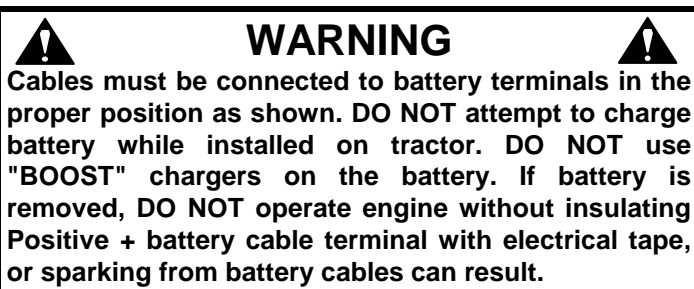 WARNING
Cables must be connected to battery terminals in the
proper position as shown. DO NOT attempt to charge
battery while installed on tractor. DO NOT use
"BOOST" chargers on the battery. If battery is
removed, DO NOT operate engine without insulating
Positive + battery cable terminal with electrical tape,
or sparking from battery cables can result.